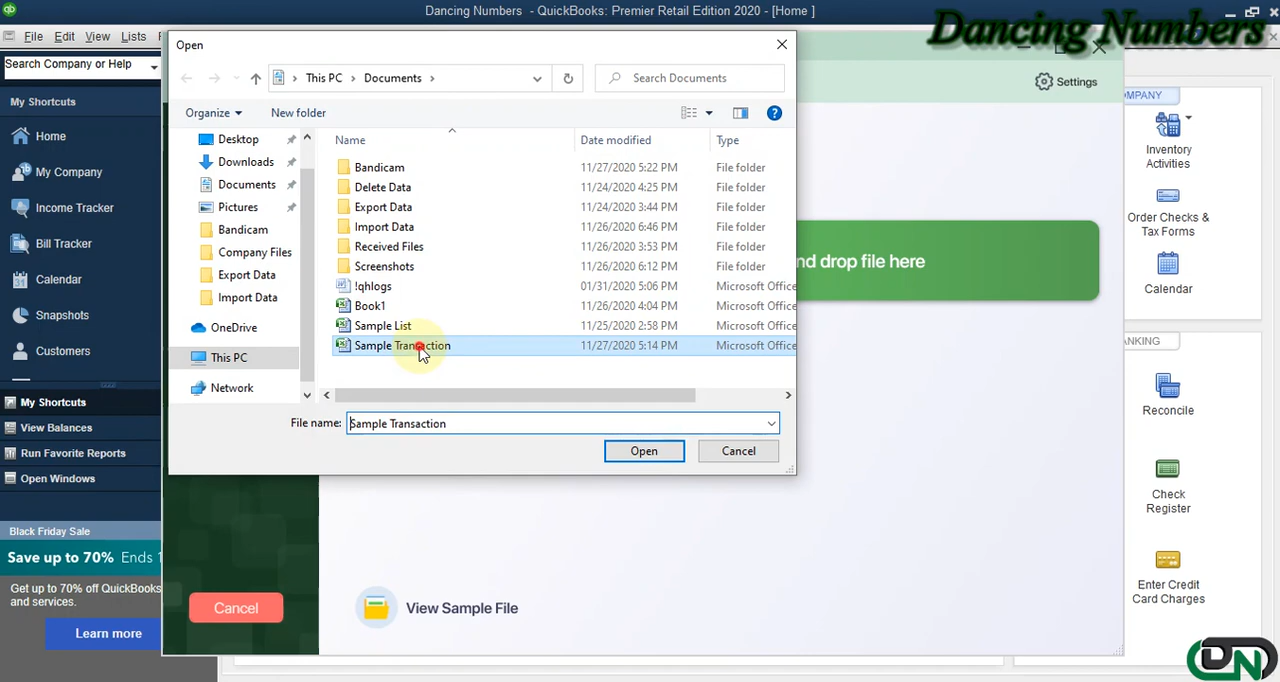 Dancing Numbers - QuickBooks: Premier Retail Edition 2020 - [Home ]
Dancing Numbers
File Edit View Lists
Search Company or Help
My Shortcuts
Home
My Company
Income Tracker
Bill Tracker
Calendar
Snapshots
Customers
My Shortcuts
View Balances
Run Favorite Reports
Open Windows
Black Friday Sale
Save up to 70% Ends 1
Get up to 70% off QuickBooks
and services.
Learn more
Open
This PC > Documents >
Search Documents
Organize
New folder
Desktop
Downloads
Documents
Pictures
Bandicam
Company Files
Export Data
Import Data
OneDrive
This PC
Network
Name Date modified Type
Bandicam 11/27/2020 5:22 PM File folder
Delete Data 11/24/2020 4:25 PM File folder
Export Data 11/24/2020 3:44 PM File folder
Import Data 11/26/2020 6:46 PM File folder
Received Files 11/26/2020 3:53 PM File folder
Screenshots 11/26/2020 6:12 PM File folder
!qhlogs 01/31/2020 5:06 PM Microsoft Office
Book1 11/26/2020 4:04 PM Microsoft Office
Sample List 11/25/2020 2:58 PM Microsoft Office
Sample Transaction 11/27/2020 5:14 PM Microsoft Office
File name: Sample Transaction
Open
Cancel
Settings
nd drop file here
Cancel
View Sample File
MPANY
Inventory
Activities
Order Checks &
Tax Forms
Calendar
ANKING
Reconcile
Check
Register
Enter Credit
Card Charges
DN